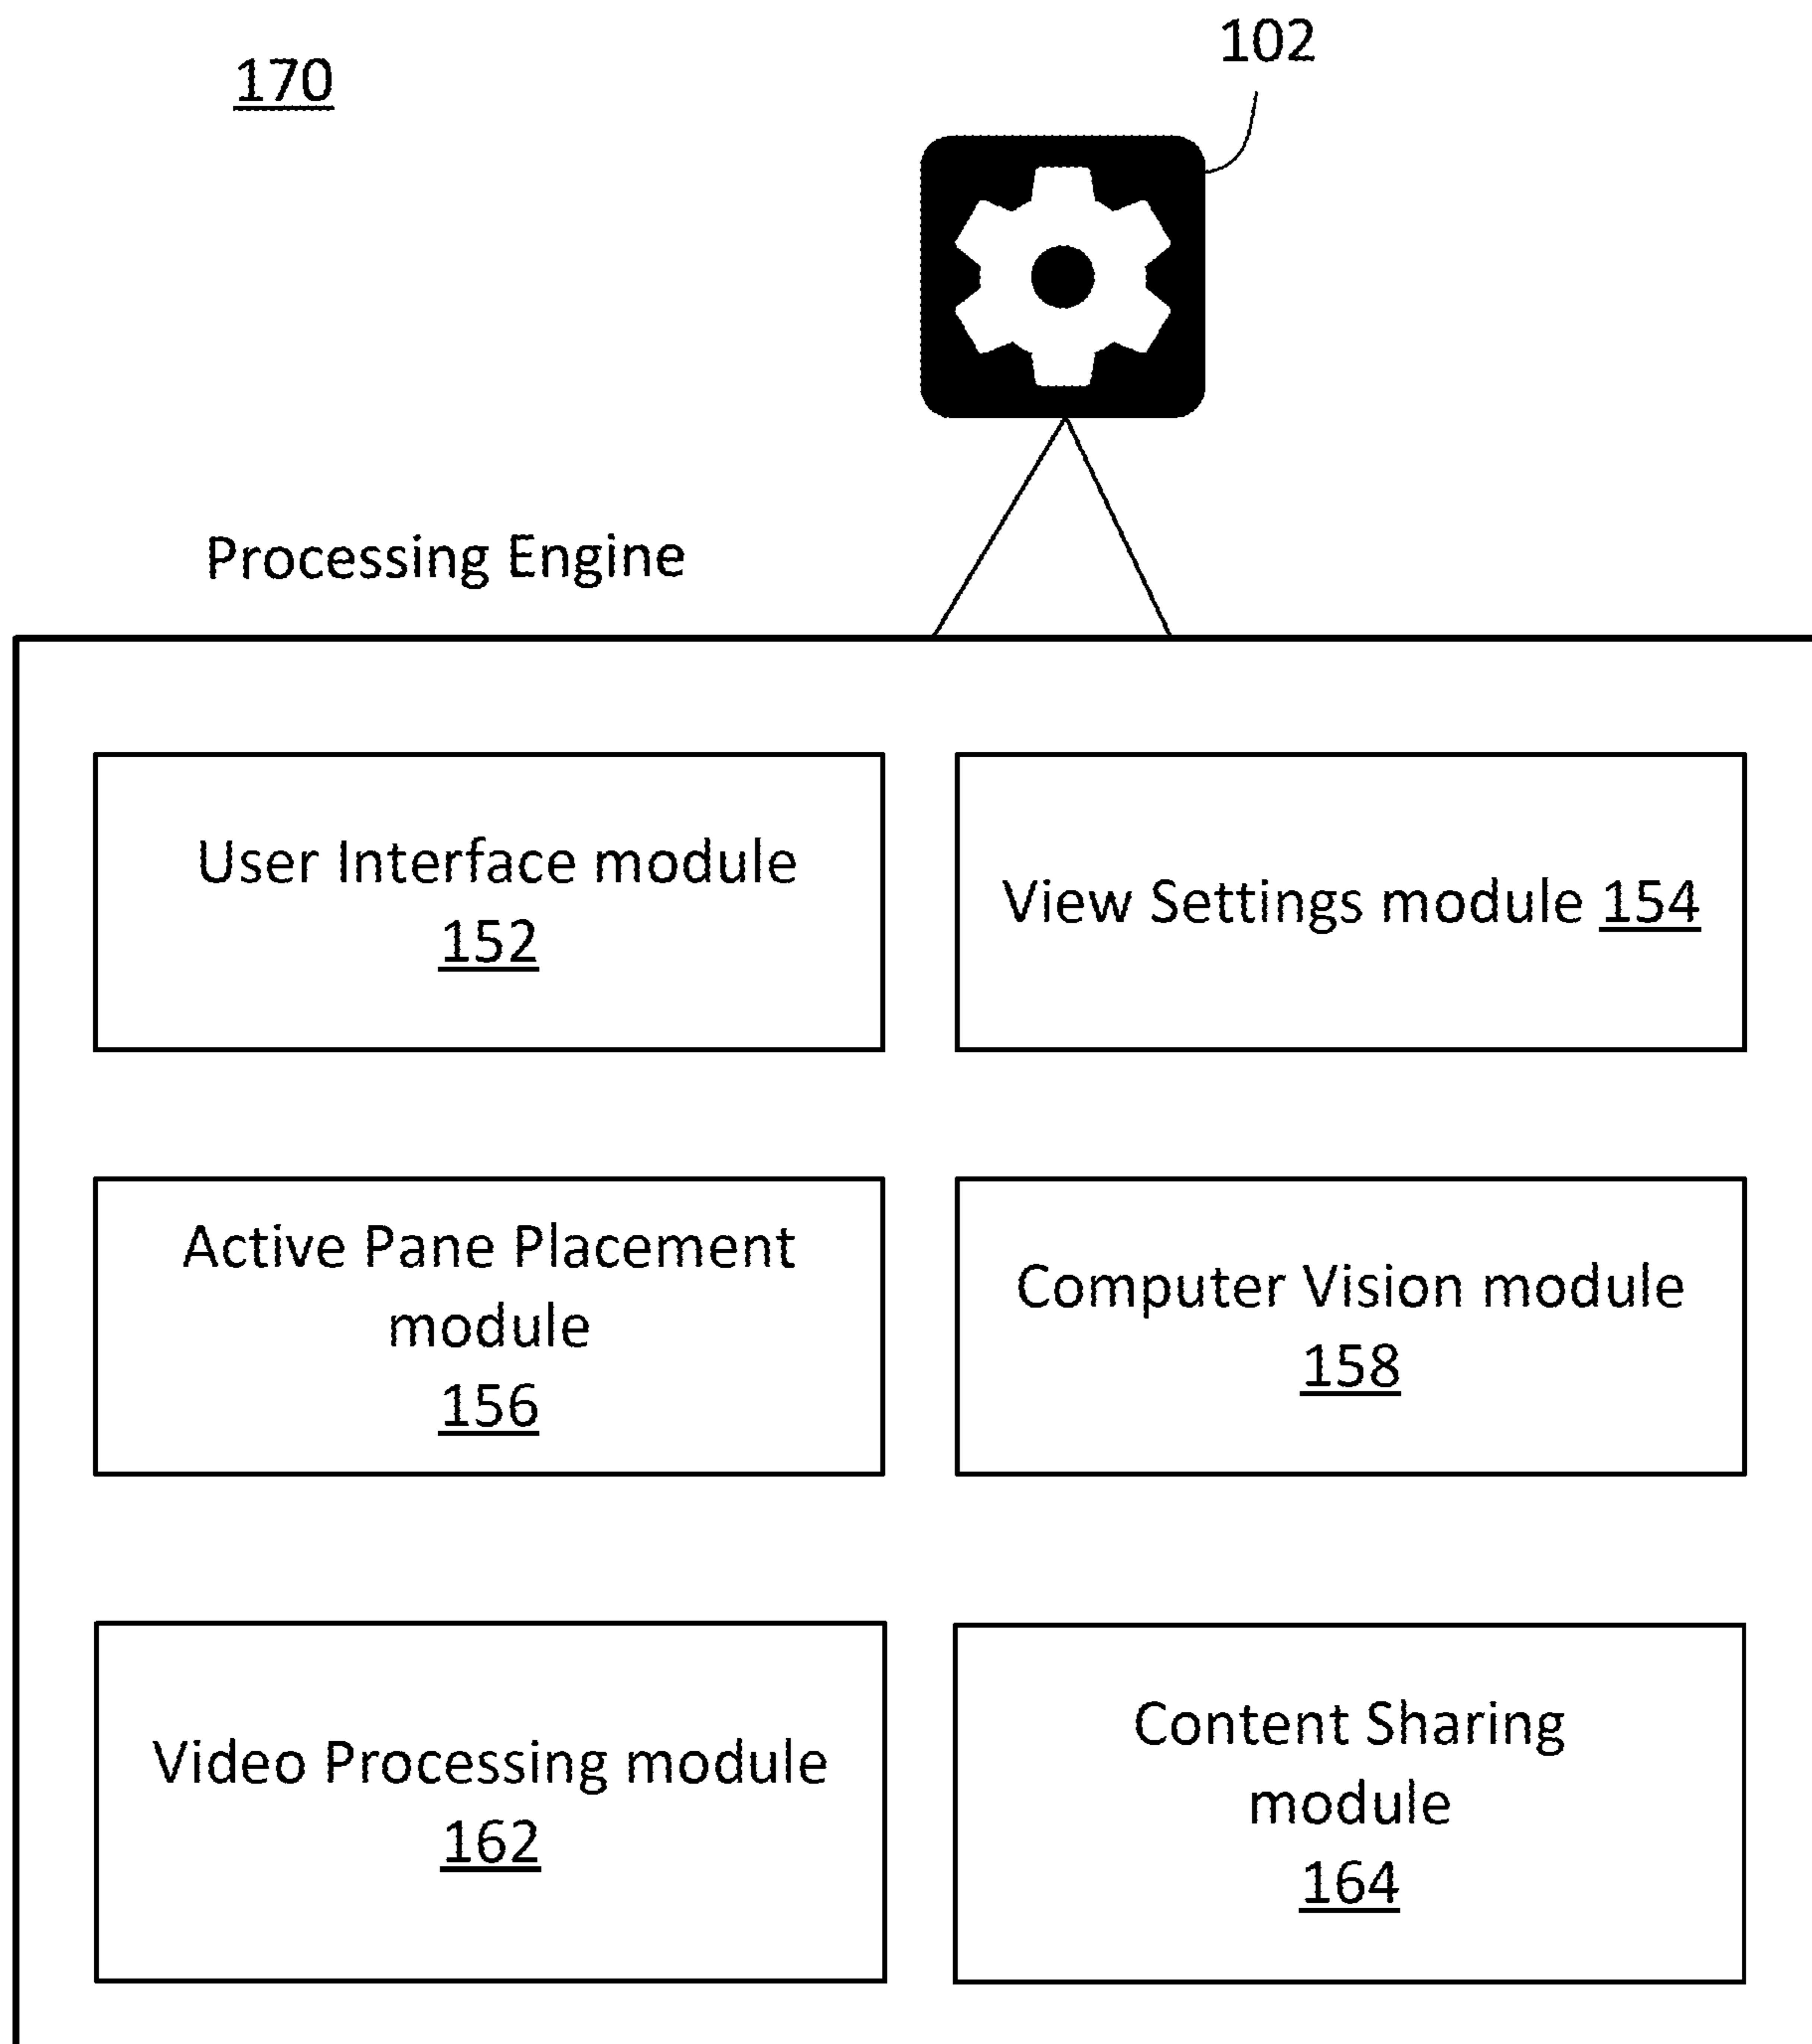 170
102
Processing Engine
User Interface module
152
View Settings module 154
Active Pane Placement
module
156
Computer Vision module
158
Video Processing module
162
Content Sharing
module
164